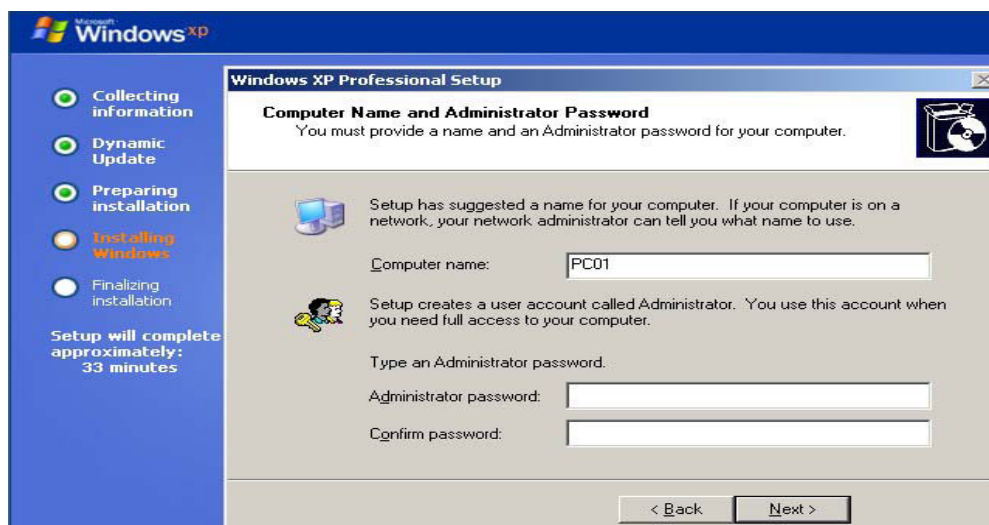 Microsoft
Windows xp
Collecting
information
Dynamic
Update
Preparing
installation
Installing
Windows
Finalizing
installation
Setup will complete
approximately:
33 minutes
Windows XP Professional Setup
Computer Name and Administrator Password
You must provide a name and an Administrator password for your computer.
Setup has suggested a name for your computer. If your computer is on a
network, your network administrator can tell you what name to use.
Computer name: PC01
Setup creates a user account called Administrator. You use this account when
you need full access to your computer.
Type an Administrator password.
Administrator password:
Confirm password:
< Back Next >